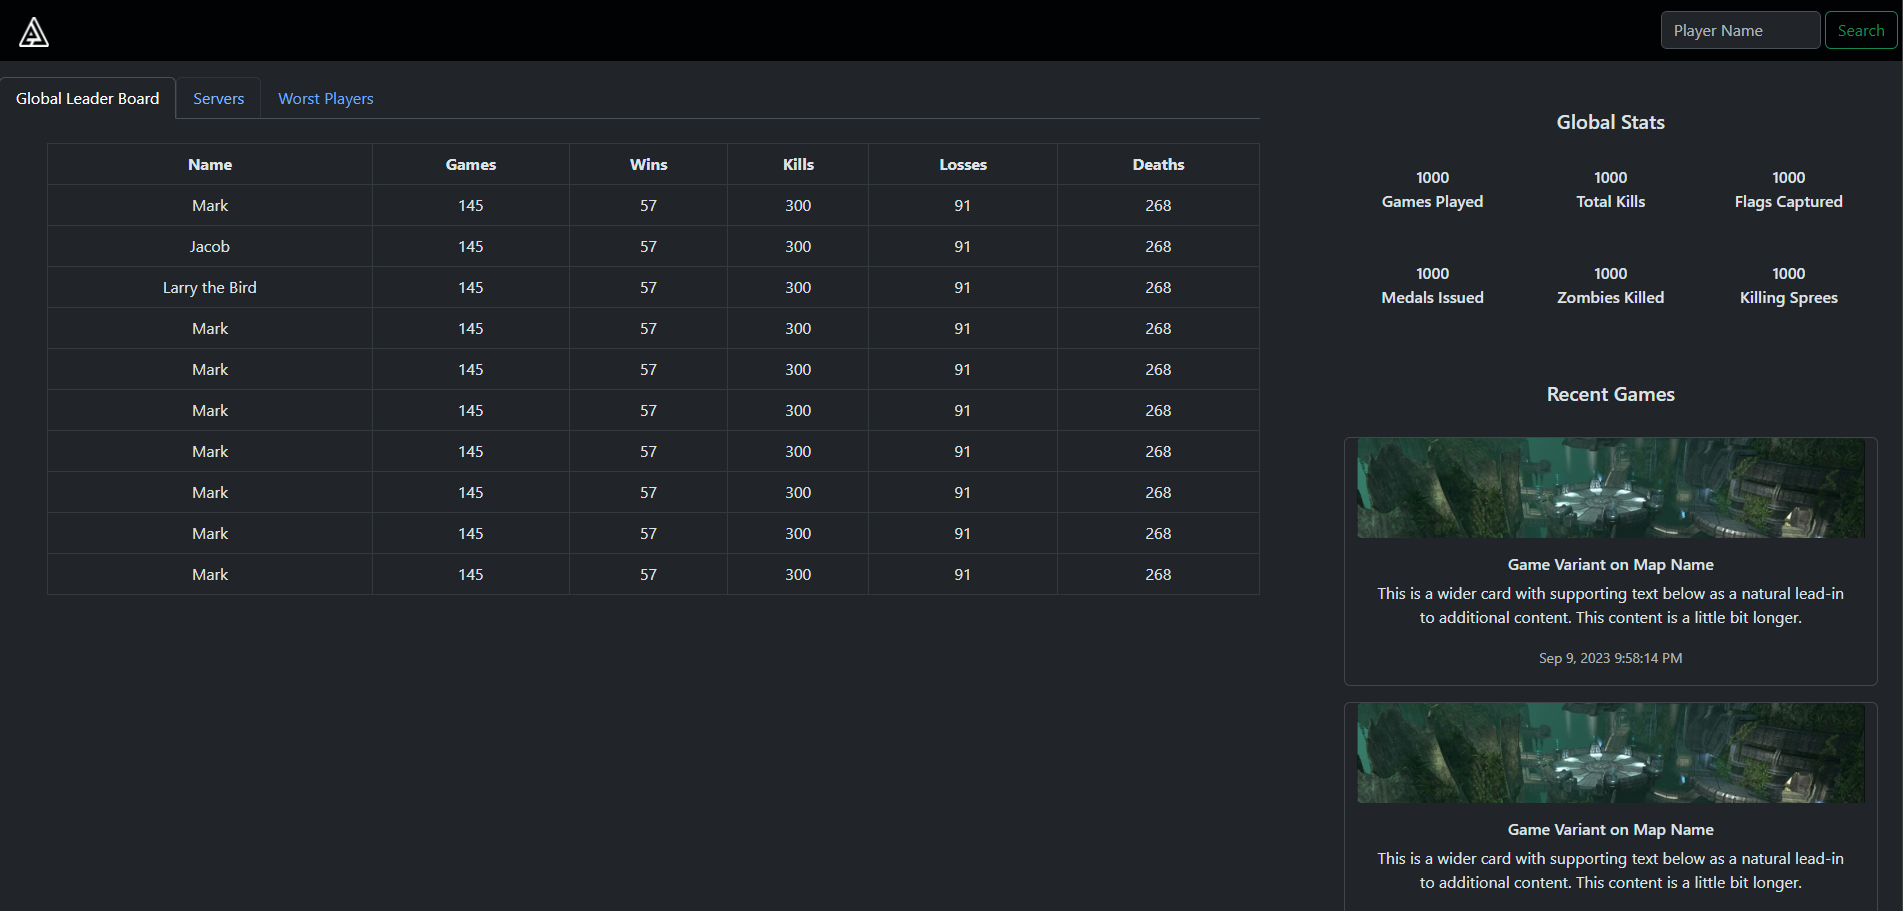 Player Name Search
Global Leader Board Servers Worst Players
Name Games Wins Kills Losses Deaths
Mark 145 57 300 91 268
Jacob 145 57 300 91 268
Larry the Bird 145 57 300 91 268
Mark 145 57 300 91 268
Mark 145 57 300 91 268
Mark 145 57 300 91 268
Mark 145 57 300 91 268
Mark 145 57 300 91 268
Mark 145 57 300 91 268
Mark 145 57 300 91 268
Global Stats
1000 1000 1000
Games Played Total Kills Flags Captured
1000 1000 1000
Medals Issued Zombies Killed Killing Sprees
Recent Games
Game Variant on Map Name
This is a wider card with supporting text below as a natural lead-in
to additional content. This content is a little bit longer.
Sep 9, 2023 9:58:14 PM
Game Variant on Map Name
This is a wider card with supporting text below as a natural lead-in
to additional content. This content is a little bit longer.